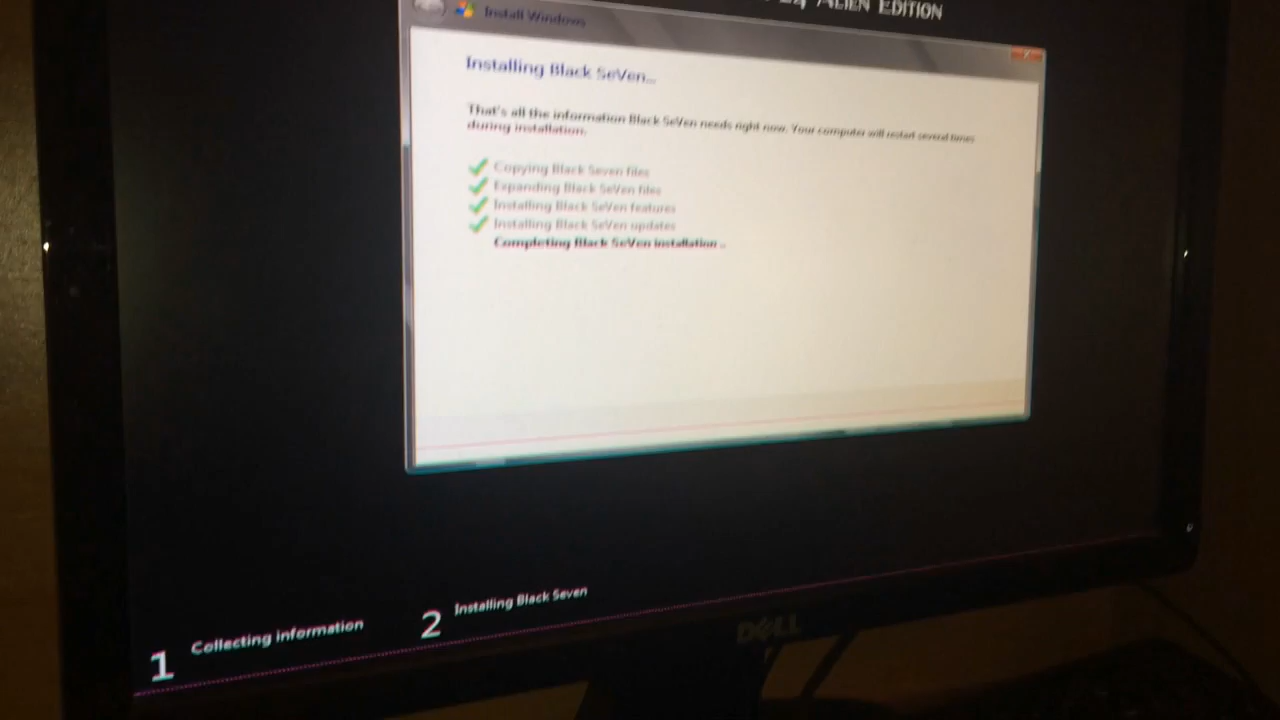 ALIEN EDITION
Install Windows
Installing Black SeVen...
That's all the information Black SeVen needs right now. Your computer will restart several times
during installation.
Copying Black Seven files
Expanding Black SeVen files
Installing Black SeVen features
Installing Black SeVen updates
Completing Black SeVen installation ..
1 Collecting information
2 Installing Black Seven
DELL